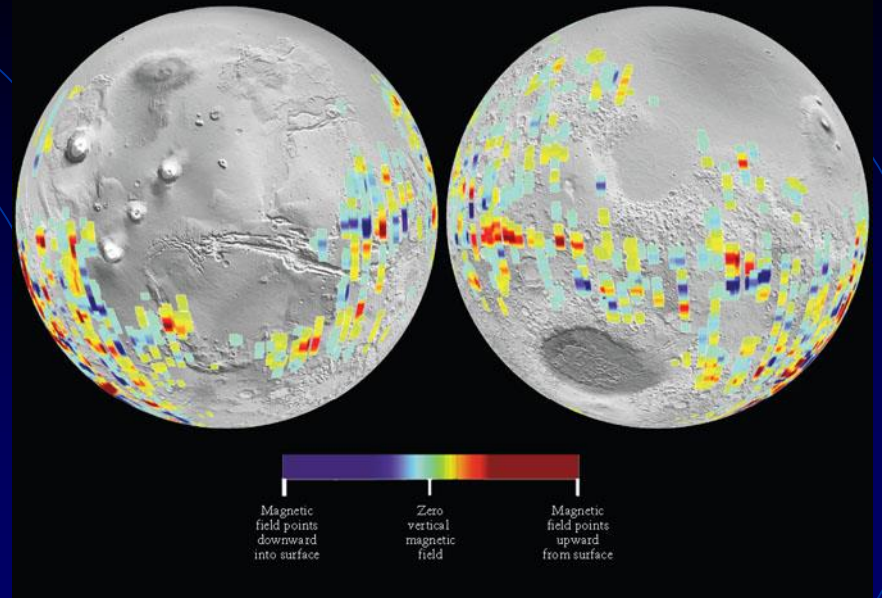 Magnetic
field points
downward
into surface
Zero
vertical
magnetic
field
Magnetic
field points
upward
from surface